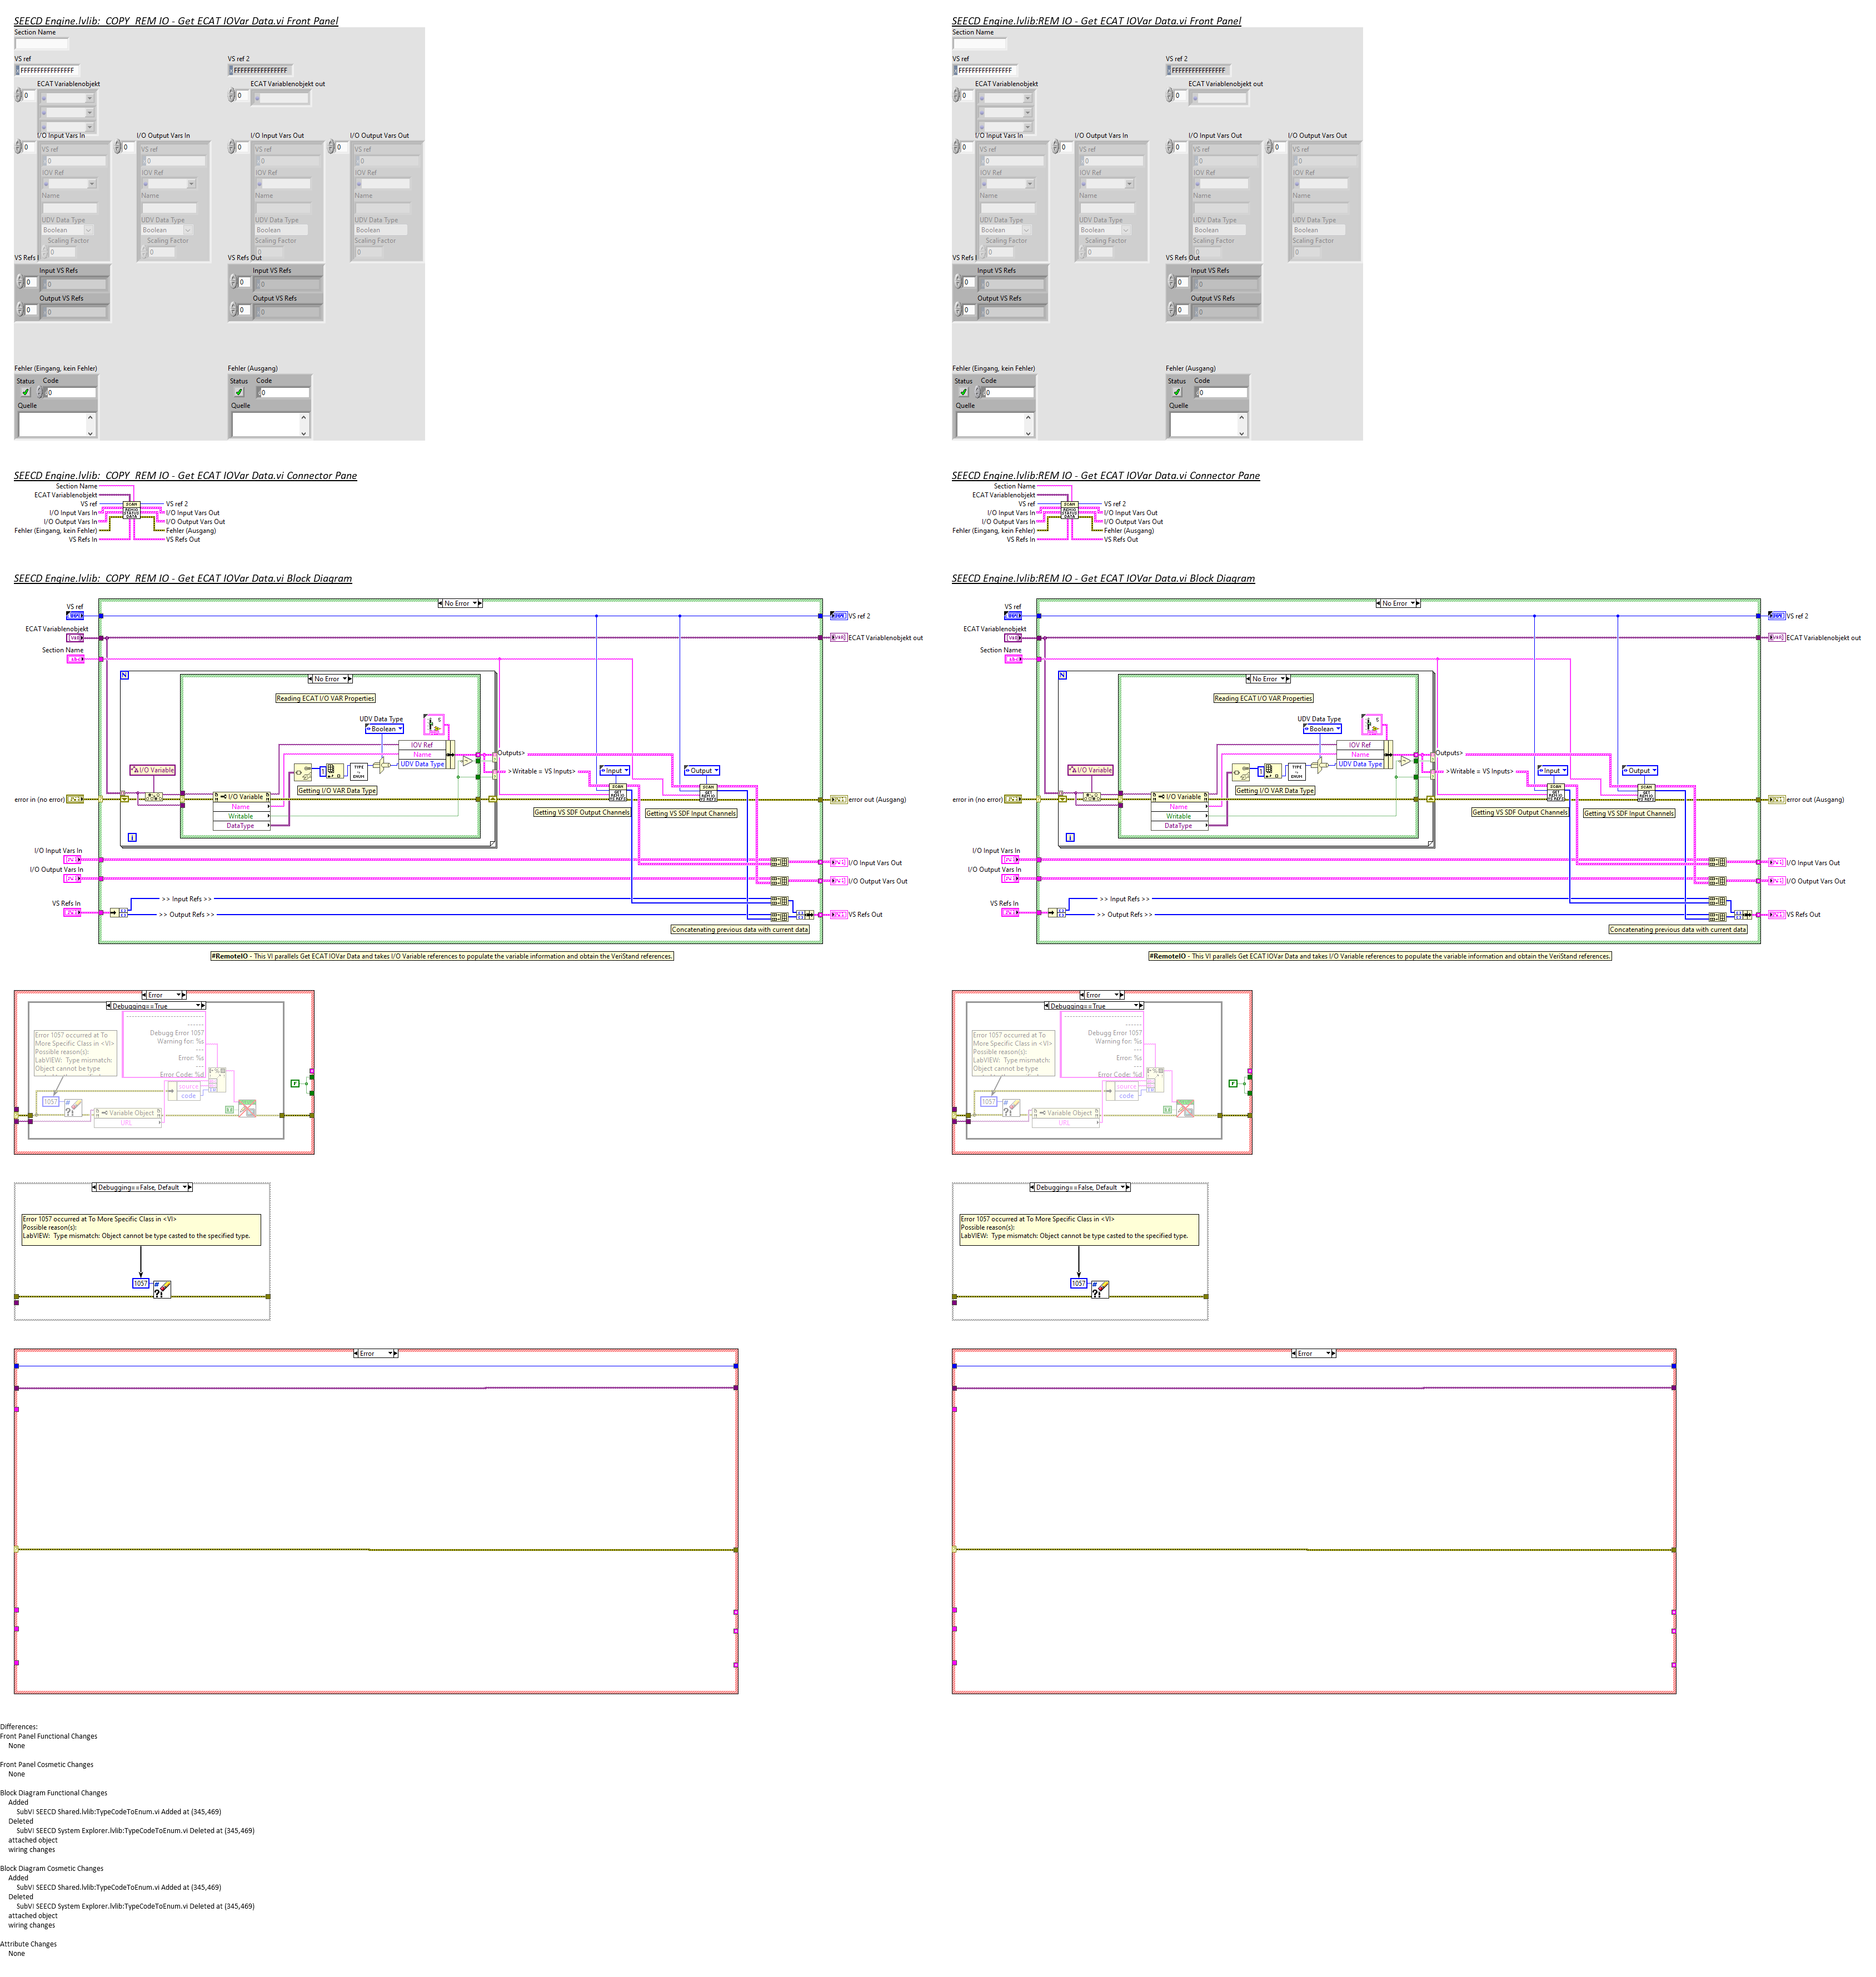 SEECD Engine.lvlib:_COPY_REM IO - Get ECAT IOVar Data.vi Front Panel
Section Name
VS ref
FFFFFFFFFFFFFFFF
VS ref 2
FFFFFFFFFFFFFFFF
ECAT Variablenobjekt
0
ECAT Variablenobjekt out
0
I/O Input Vars In
I/O Output Vars In
I/O Input Vars Out
I/O Output Vars Out
0
VS ref
0
IOV Ref
Name
UDV Data Type
Boolean
Scaling Factor
0
0
VS ref
0
IOV Ref
Name
UDV Data Type
Boolean
Scaling Factor
0
0
VS ref
0
IOV Ref
Name
UDV Data Type
Boolean
Scaling Factor
0
0
VS ref
0
IOV Ref
Name
UDV Data Type
Boolean
Scaling Factor
0
VS Refs I
Input VS Refs
0
0
Output VS Refs
0
0
VS Refs Out
Input VS Refs
0
0
Output VS Refs
0
0
Fehler (Eingang, kein Fehler)
Status Code
0
Quelle
Fehler (Ausgang)
Status Code
0
Quelle
SEECD Engine.lvlib:_COPY_REM IO - Get ECAT IOVar Data.vi Connector Pane
Section Name
ECAT Variablenobjekt
VS ref
I/O Input Vars In
I/O Output Vars In
Fehler (Eingang, kein Fehler)
VS Refs In
VS ref 2
I/O Input Vars Out
I/O Output Vars Out
Fehler (Ausgang)
VS Refs Out
SEECD Engine.lvlib:_COPY_REM IO - Get ECAT IOVar Data.vi Block Diagram
No Error
VS ref
VS ref 2
ECAT Variablenobjekt
ECAT Variablenobjekt out
Section Name
N
No Error
Reading ECAT I/O VAR Properties
UDV Data Type
Boolean
IOV Ref
Name
UDV Data Type
Outputs>
>Writable = VS Inputs>
I/O Variable
Getting I/O VAR Data Type
Input
Output
error in (no error)
I/O Variable
Name
Writable
DataType
error out (Ausgang)
Getting VS SDF Output Channels
Getting VS SDF Input Channels
i
I/O Input Vars In
I/O Input Vars Out
I/O Output Vars In
I/O Output Vars Out
VS Refs In
>> Input Refs >>
>> Output Refs >>
VS Refs Out
Concatenating previous data with current data
#RemoteIO - This VI parallels Get ECAT IOVar Data and takes I/O Variable references to populate the variable information and obtain the VeriStand references.
Error
Debugging==True
Error 1057 occurred at To
More Specific Class in <VI>
Possible reason(s):
LabVIEW:  Type mismatch:
Object cannot be type
Debugg Error 1057
Warning for: %s
Error: %s
Error Code: %d
source
code
1057
Variable Object
URL
F
Debugging==False, Default
Error 1057 occurred at To More Specific Class in <VI>
Possible reason(s):
LabVIEW:  Type mismatch: Object cannot be type casted to the specified type.
1057
Error
Differences:
Front Panel Functional Changes
None
Front Panel Cosmetic Changes
None
Block Diagram Functional Changes
Added
SubVI SEECD Shared.lvlib:TypeCodeToEnum.vi Added at (345,469)
Deleted
SubVI SEECD System Explorer.lvlib:TypeCodeToEnum.vi Deleted at (345,469)
attached object
wiring changes
Block Diagram Cosmetic Changes
Added
SubVI SEECD Shared.lvlib:TypeCodeToEnum.vi Added at (345,469)
Deleted
SubVI SEECD System Explorer.lvlib:TypeCodeToEnum.vi Deleted at (345,469)
attached object
wiring changes
Attribute Changes
None
SEECD Engine.lvlib:REM IO - Get ECAT IOVar Data.vi Front Panel
Section Name
VS ref
FFFFFFFFFFFFFFFF
VS ref 2
FFFFFFFFFFFFFFFF
ECAT Variablenobjekt
0
ECAT Variablenobjekt out
0
I/O Input Vars In
I/O Output Vars In
I/O Input Vars Out
I/O Output Vars Out
0
VS ref
0
IOV Ref
Name
UDV Data Type
Boolean
Scaling Factor
0
0
VS ref
0
IOV Ref
Name
UDV Data Type
Boolean
Scaling Factor
0
0
VS ref
0
IOV Ref
Name
UDV Data Type
Boolean
Scaling Factor
0
0
VS ref
0
IOV Ref
Name
UDV Data Type
Boolean
Scaling Factor
0
VS Refs I
Input VS Refs
0
0
Output VS Refs
0
0
VS Refs Out
Input VS Refs
0
0
Output VS Refs
0
0
Fehler (Eingang, kein Fehler)
Status Code
0
Quelle
Fehler (Ausgang)
Status Code
0
Quelle
SEECD Engine.lvlib:REM IO - Get ECAT IOVar Data.vi Connector Pane
Section Name
ECAT Variablenobjekt
VS ref
I/O Input Vars In
I/O Output Vars In
Fehler (Eingang, kein Fehler)
VS Refs In
VS ref 2
I/O Input Vars Out
I/O Output Vars Out
Fehler (Ausgang)
VS Refs Out
SEECD Engine.lvlib:REM IO - Get ECAT IOVar Data.vi Block Diagram
No Error
VS ref
VS ref 2
ECAT Variablenobjekt
ECAT Variablenobjekt out
Section Name
N
No Error
Reading ECAT I/O VAR Properties
UDV Data Type
Boolean
IOV Ref
Name
UDV Data Type
Outputs>
>Writable = VS Inputs>
I/O Variable
Getting I/O VAR Data Type
Input
Output
error in (no error)
I/O Variable
Name
Writable
DataType
error out (Ausgang)
Getting VS SDF Output Channels
Getting VS SDF Input Channels
i
I/O Input Vars In
I/O Input Vars Out
I/O Output Vars In
I/O Output Vars Out
VS Refs In
>> Input Refs >>
>> Output Refs >>
VS Refs Out
Concatenating previous data with current data
#RemoteIO - This VI parallels Get ECAT IOVar Data and takes I/O Variable references to populate the variable information and obtain the VeriStand references.
Error
Debugging==True
Error 1057 occurred at To
More Specific Class in <VI>
Possible reason(s):
LabVIEW:  Type mismatch:
Object cannot be type
Debugg Error 1057
Warning for: %s
Error: %s
Error Code: %d
source
code
1057
Variable Object
URL
F
Debugging==False, Default
Error 1057 occurred at To More Specific Class in <VI>
Possible reason(s):
LabVIEW:  Type mismatch: Object cannot be type casted to the specified type.
1057
Error